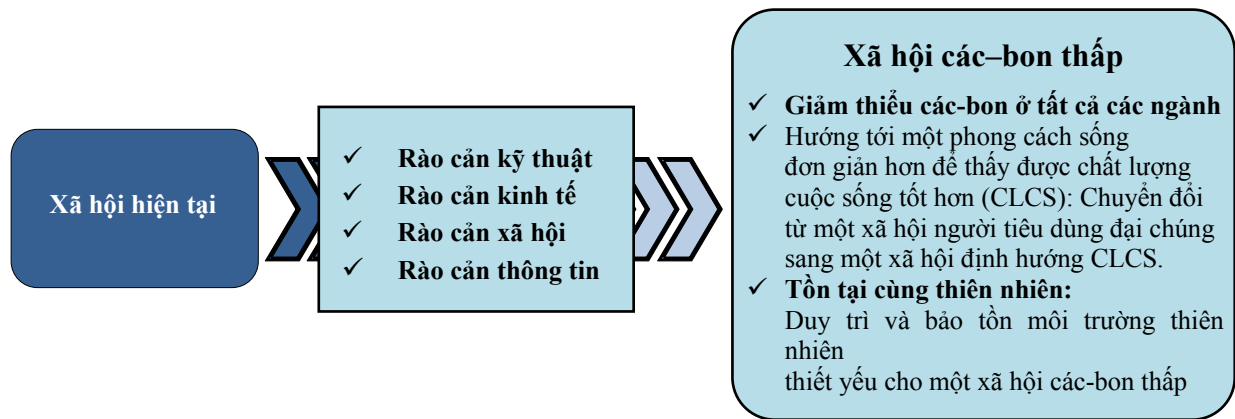 Xã hội hiện tại
✓ Rào cản kỹ thuật
✓ Rào cản kinh tế
✓ Rào cản xã hội
✓ Rào cản thông tin
Xã hội các–bon thấp
✓ Giảm thiểu các-bon ở tất cả các ngành
✓ Hướng tới một phong cách sống
đơn giản hơn để thấy được chất lượng
cuộc sống tốt hơn (CLCS): Chuyển đổi
từ một xã hội người tiêu dùng đại chúng
sang một xã hội định hướng CLCS.
✓ Tồn tại cùng thiên nhiên:
Duy trì và bảo tồn môi trường thiên
nhiên
thiết yếu cho một xã hội các-bon thấp